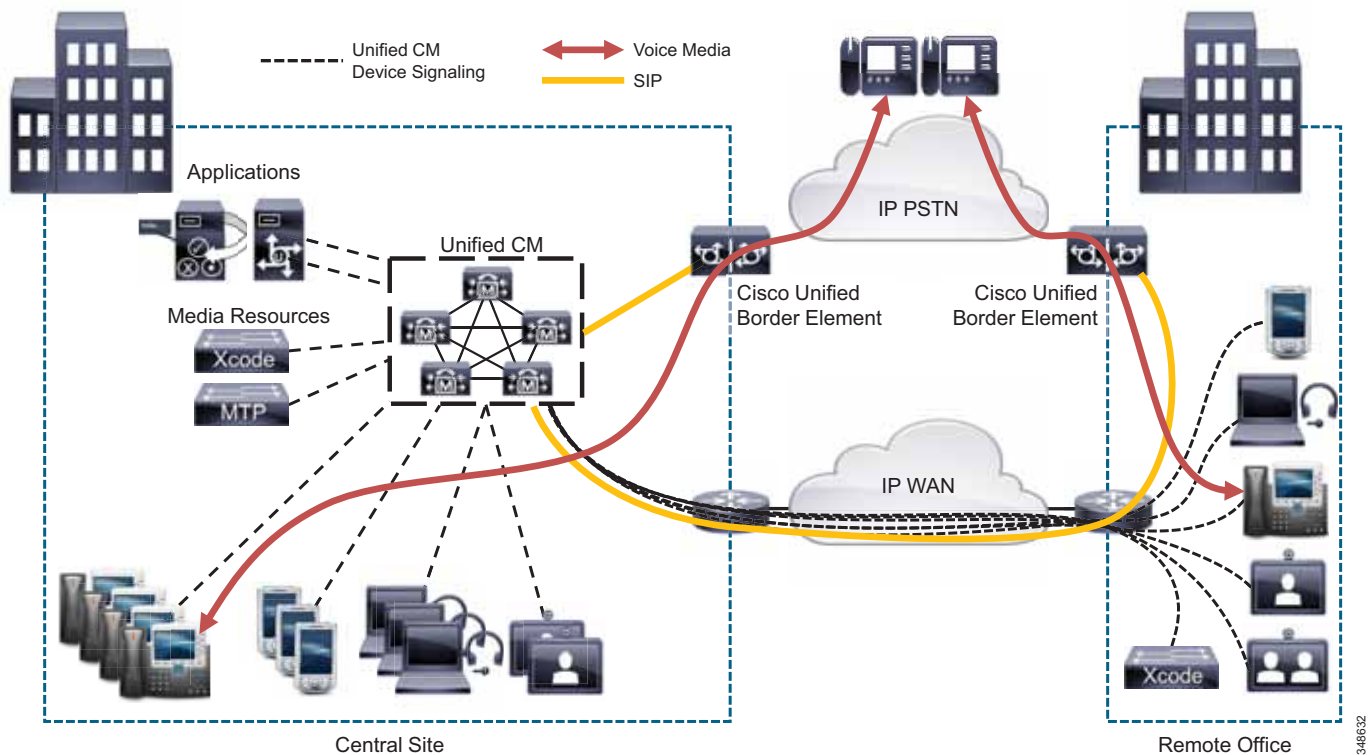 Unified CM
Device Signaling
Voice Media
SIP
Applications
Unified CM
IP PSTN
Media Resources
Xcode
MTP
M
M
M
M
M
Cisco Unified
Border Element
Cisco Unified
Border Element
IP WAN
Xcode
Central Site
Remote Office
348932